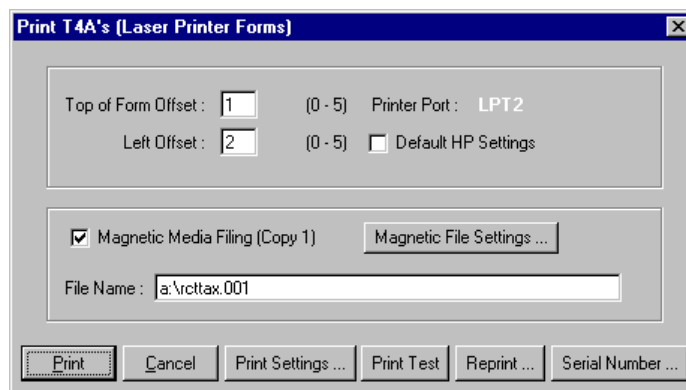 Print T4A's (Laser Printer Forms)
Top of Form Offset : 1 (0 - 5) Printer Port : LPT2
Left Offset : 2 (0 - 5) Default HP Settings
Magnetic Media Filing (Copy 1) Magnetic File Settings ...
File Name : a:\rcttax.001
Print Cancel Print Settings ... Print Test Reprint ... Serial Number ...